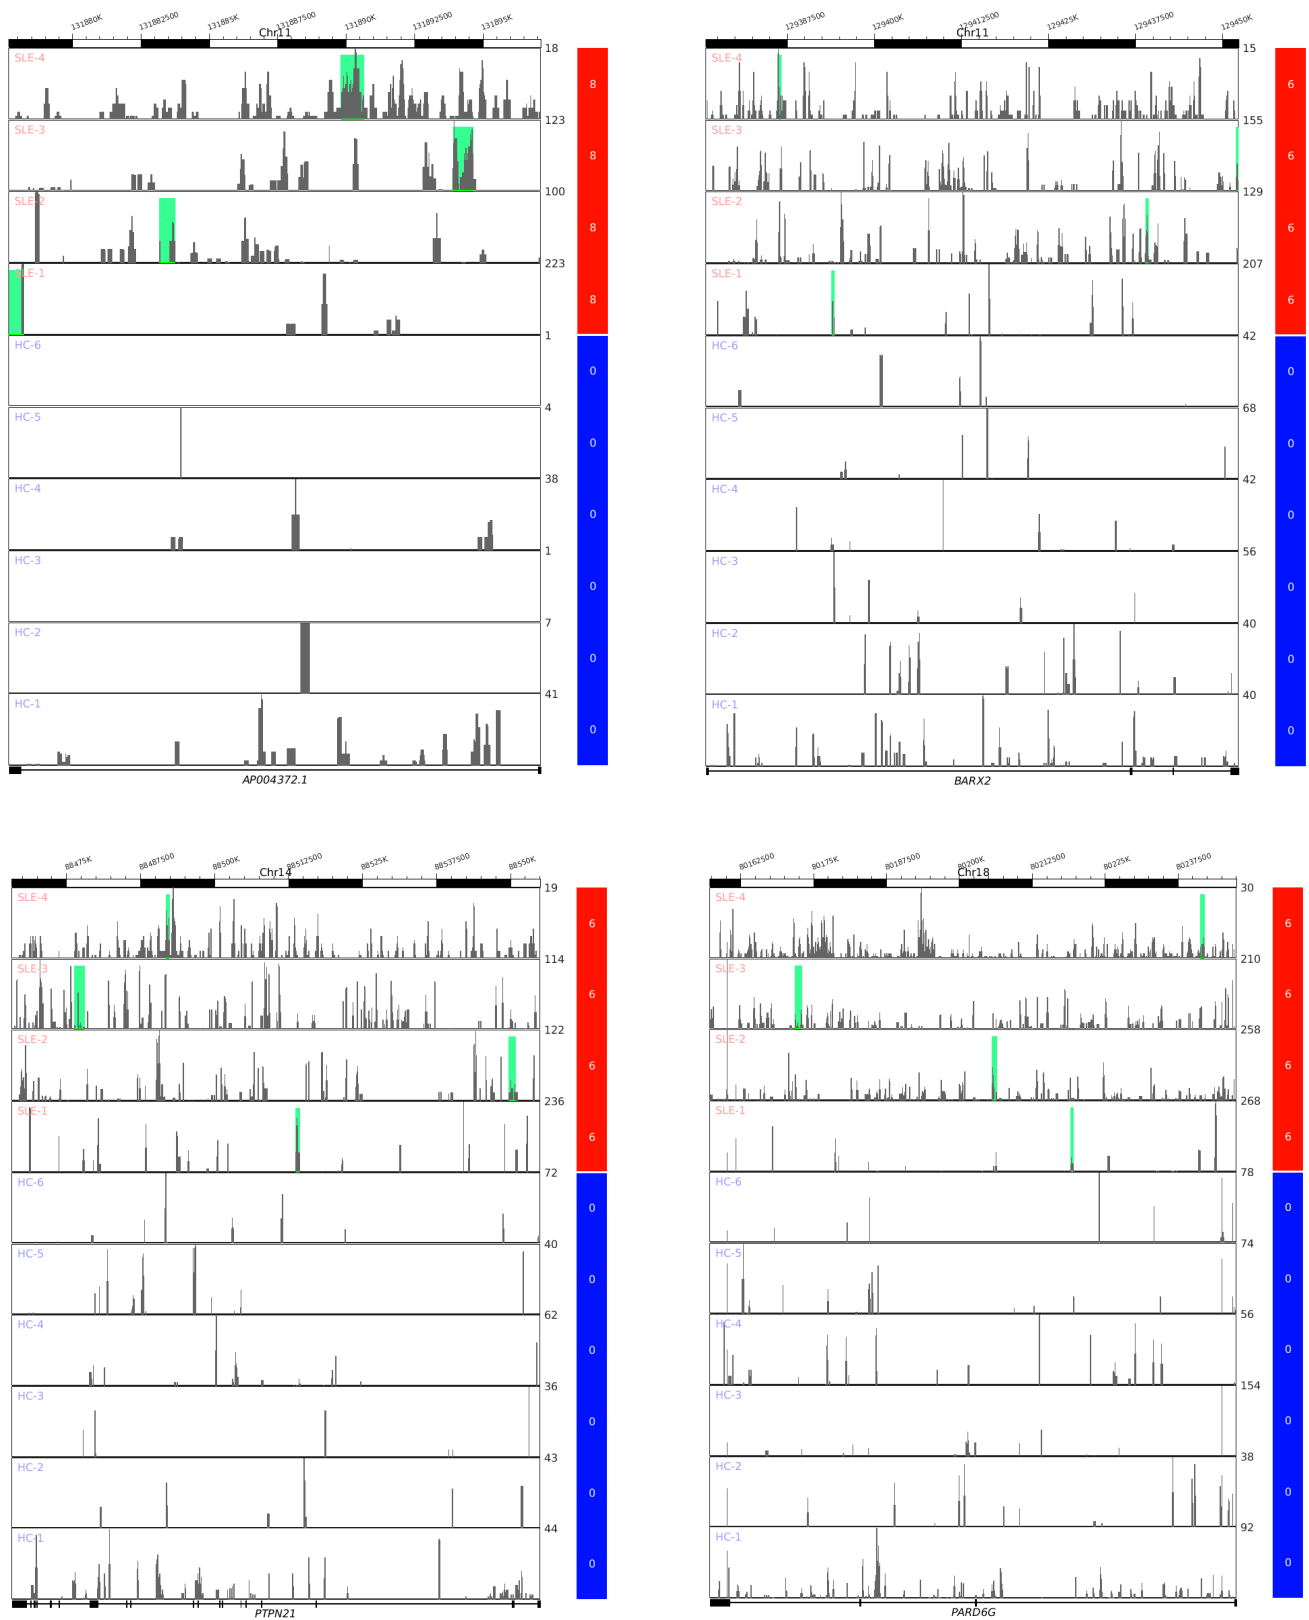 131880K 131882500 131885K 131887500 131890K 131892500 131895K
Chr11
SLE-4 18 8
SLE-3 123 8
SLE-2 100 8
SLE-1 223 8
HC-6 1 0
HC-5 4 0
HC-4 38 0
HC-3 1 0
HC-2 7 0
HC-1 41 0
AP004372.1
129387500 129400K 129412500 129425K 129437500 129450K
Chr11
SLE-4 15 6
SLE-3 155 6
SLE-2 129 6
SLE-1 207 6
HC-6 42 0
HC-5 68 0
HC-4 42 0
HC-3 56 0
HC-2 40 0
HC-1 40 0
BARX2
88475K 88487500 88500K 88512500 88525K 88537500 88550K
Chr14
SLE-4 19 6
SLE-3 114 6
SLE-2 122 6
SLE-1 236 6
HC-6 72 0
HC-5 40 0
HC-4 62 0
HC-3 36 0
HC-2 43 0
HC-1 44 0
PTPN21
80162500 80175K 80187500 80200K 80212500 80225K 80237500
Chr18
SLE-4 30 6
SLE-3 210 6
SLE-2 258 6
SLE-1 268 6
HC-6 78 0
HC-5 74 0
HC-4 56 0
HC-3 154 0
HC-2 38 0
HC-1 92 0
PARD6G